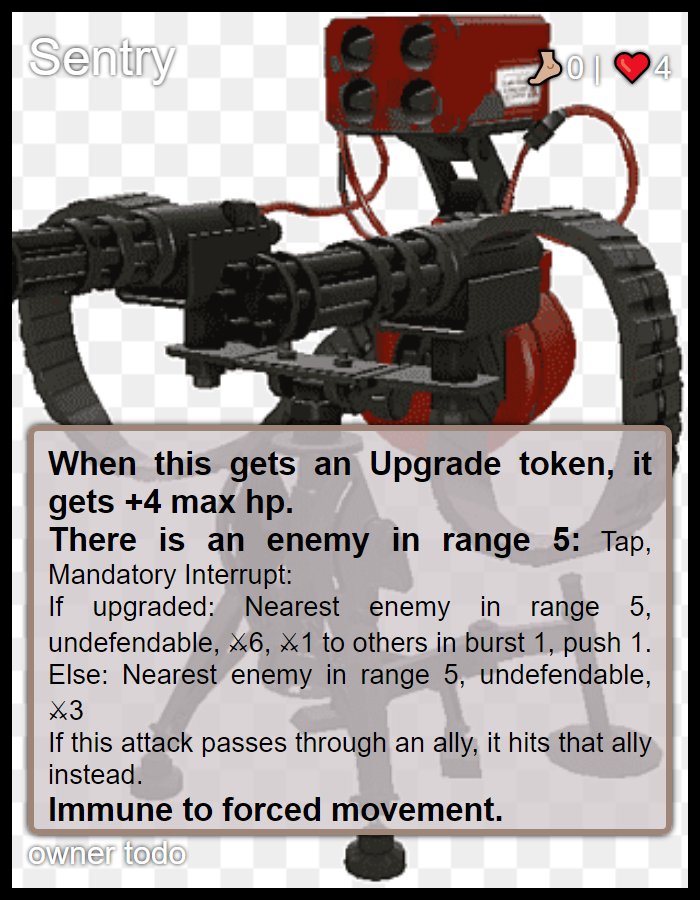 Sentry
🦶0 | ❤️4
When this gets an Upgrade token, it
gets +4 max hp.
There is an enemy in range 5: Tap,
Mandatory Interrupt:
If upgraded: Nearest enemy in range 5,
undefendable, ⚔6, ⚔1 to others in burst 1, push 1.
Else: Nearest enemy in range 5, undefendable,
⚔3
If this attack passes through an ally, it hits that ally
instead.
Immune to forced movement.
owner todo